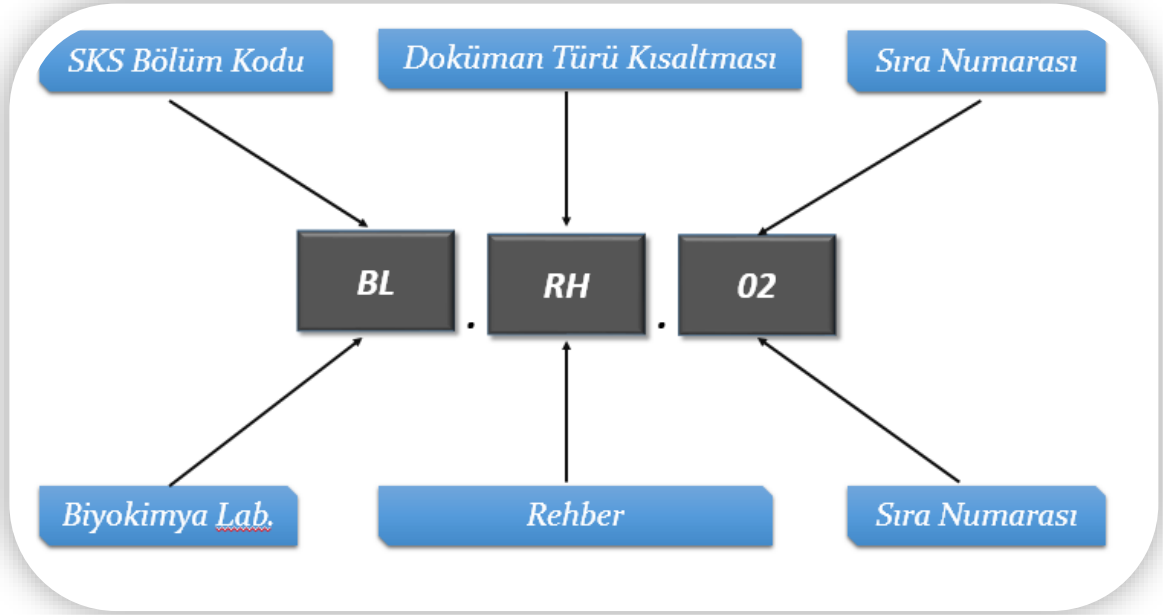 SKS Bölüm Kodu
Doküman Türü Kısaltması
Sıra Numarası
BL . RH . 02
Biyokimya Lab.
Rehber
Sıra Numarası